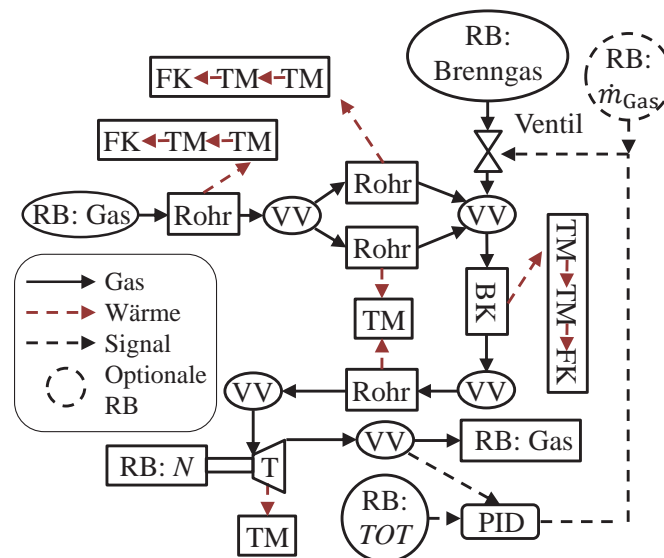 RB:
Brenngas
RB:
ṁGas
FK TM TM
Ventil
FK TM TM
Rohr
RB: Gas
Rohr
VV
VV
Rohr
TM TM FK
Gas
Wärme
Signal
Optionale
RB
BK
TM
VV
Rohr
VV
RB: N
T
VV
RB: Gas
TM
RB:
TOT
PID